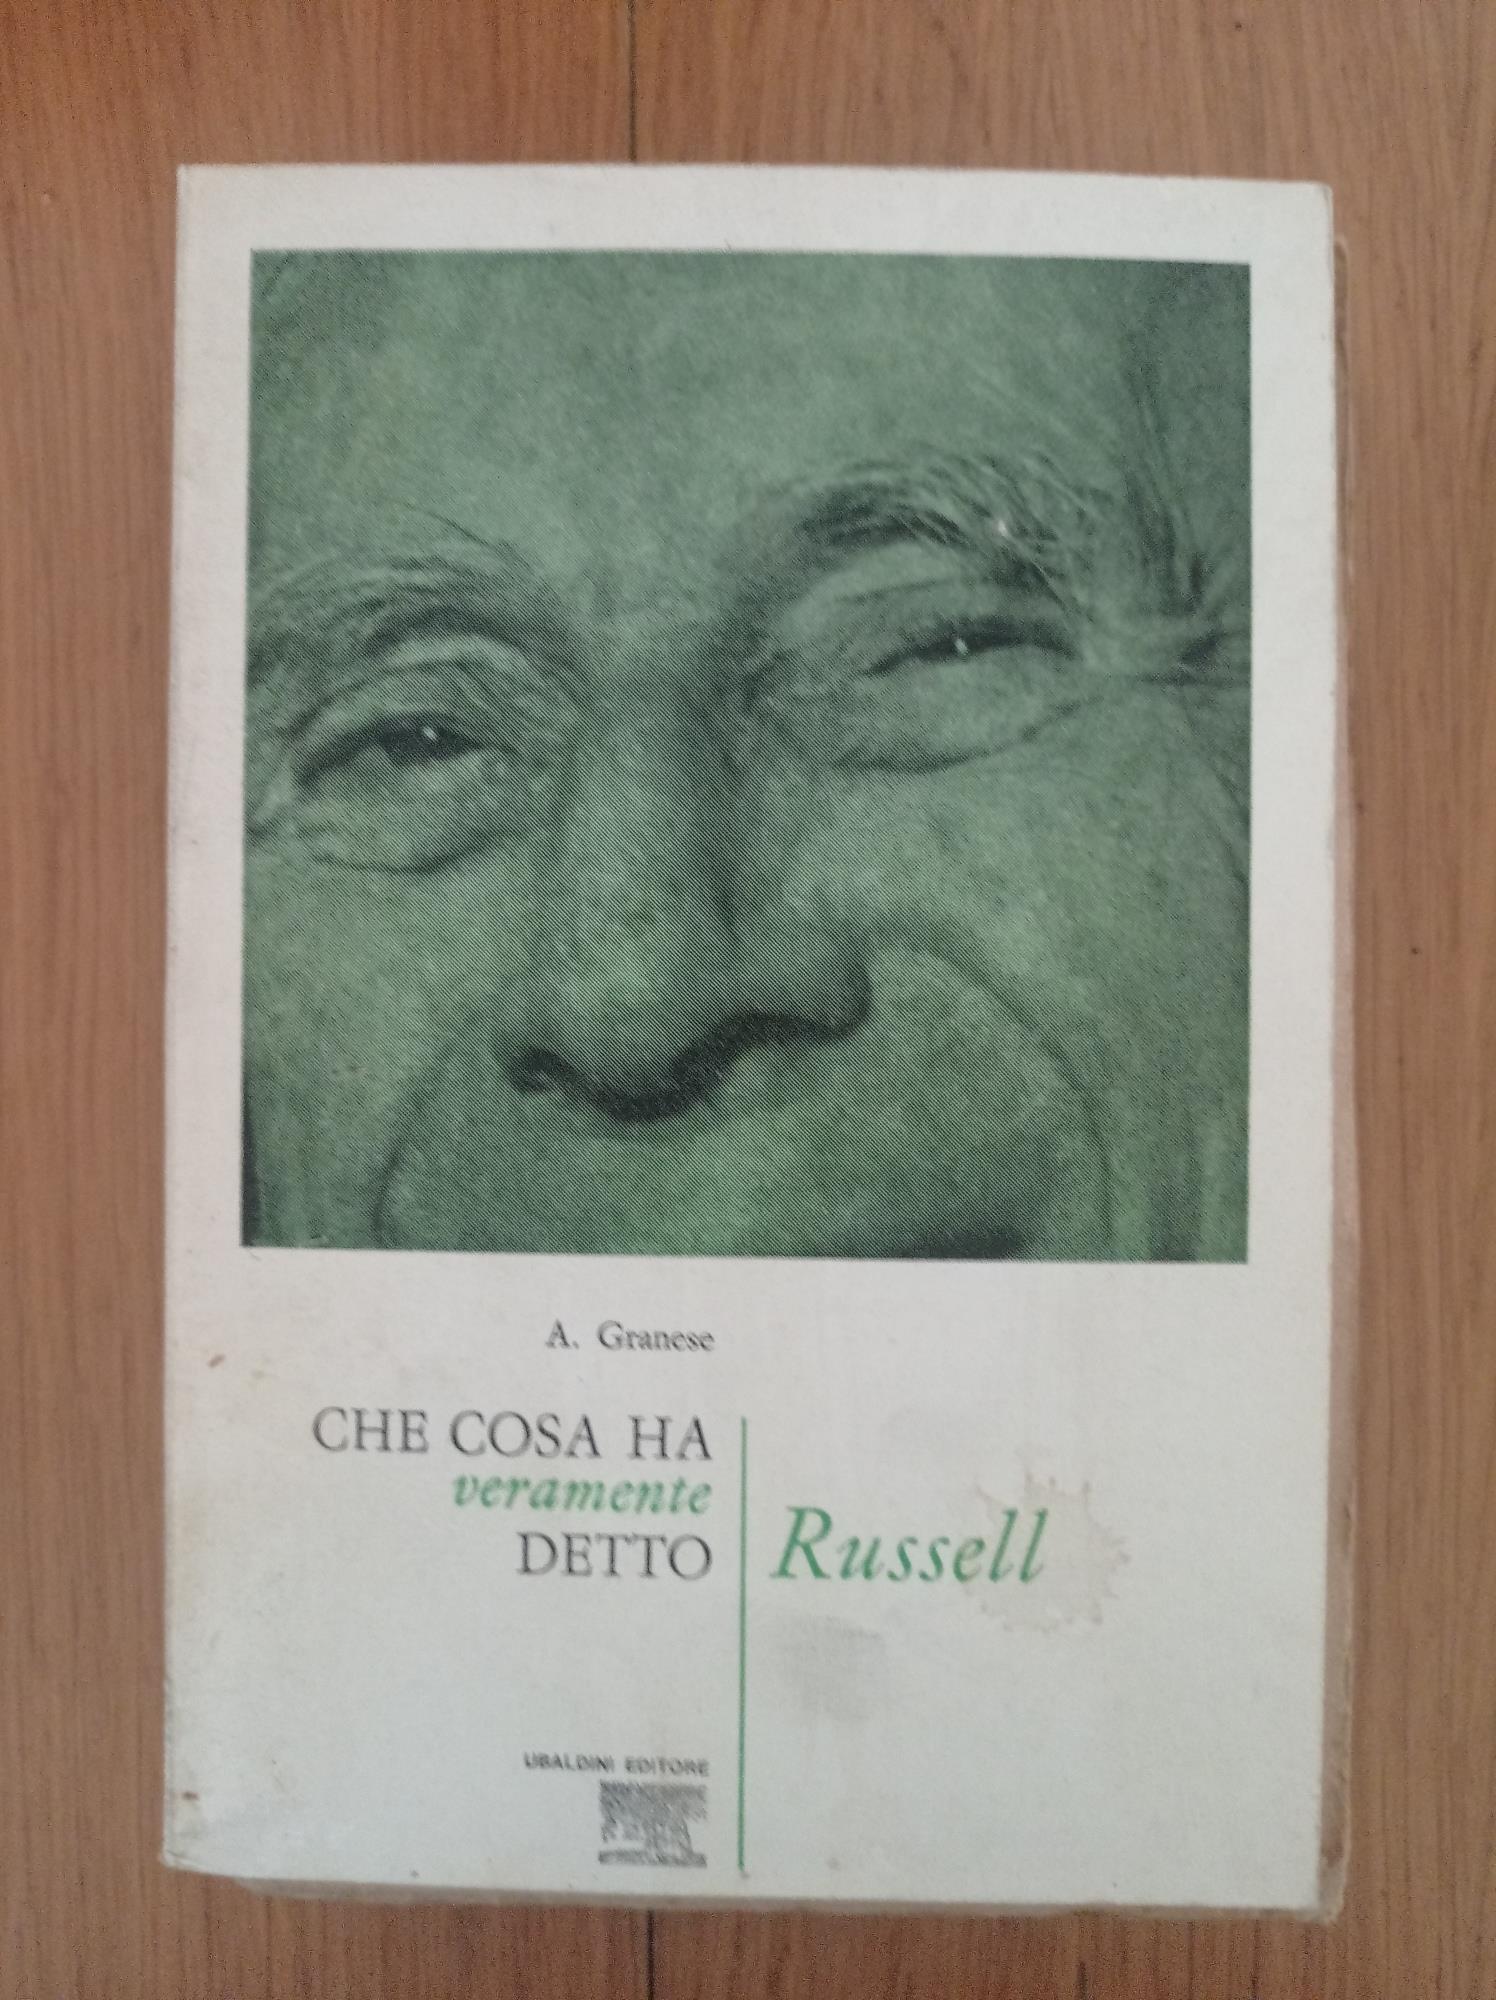 A. Granese
CHE COSA HA
veramente
DETTO
Russell
UBALDINI EDITORE